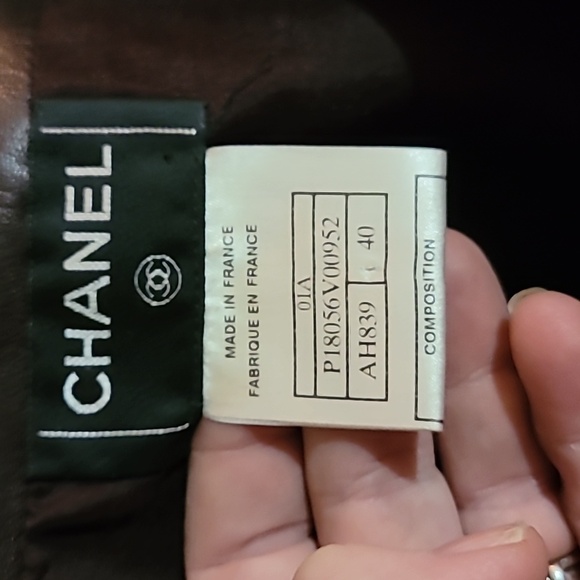 CHANEL
MADE IN FRANCE
FABRIQUE EN FRANCE
01A
P18056V00952
AH839 40
COMPOSITION